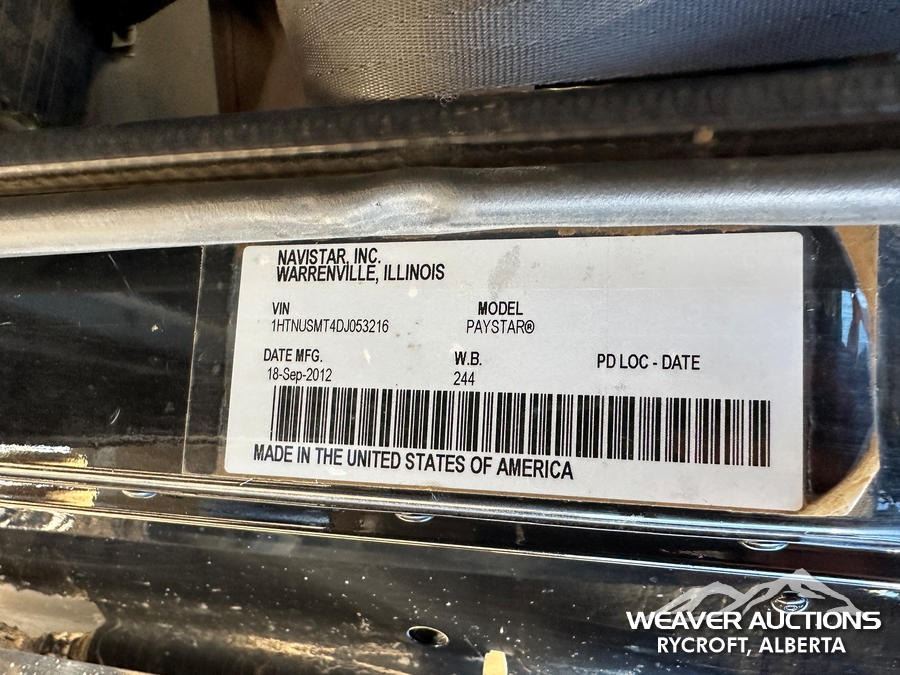 NAVISTAR, INC.
WARRENVILLE, ILLINOIS
VIN MODEL
1HTNUSMT4DJ053216 PAYSTAR®
DATE MFG. W.B. PD LOC - DATE
18-Sep-2012 244
MADE IN THE UNITED STATES OF AMERICA
WEAVER AUCTIONS
RYCROFT, ALBERTA